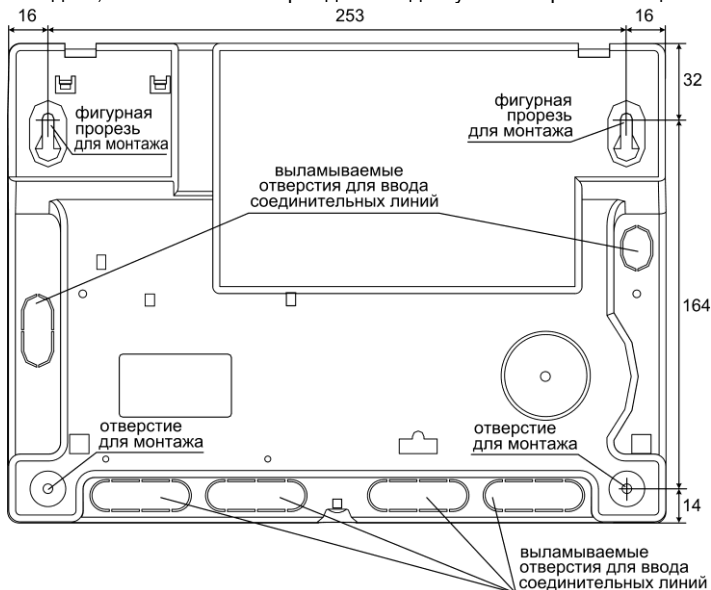 16
253
16
32
фигурная
прорезь
для монтажа
фигурная
прорезь
для монтажа
выламываемые
отверстия для ввода
соединительных линий
164
отверстие
для монтажа
отверстие
для монтажа
14
выламываемые
отверстия для ввода
соединительных линий